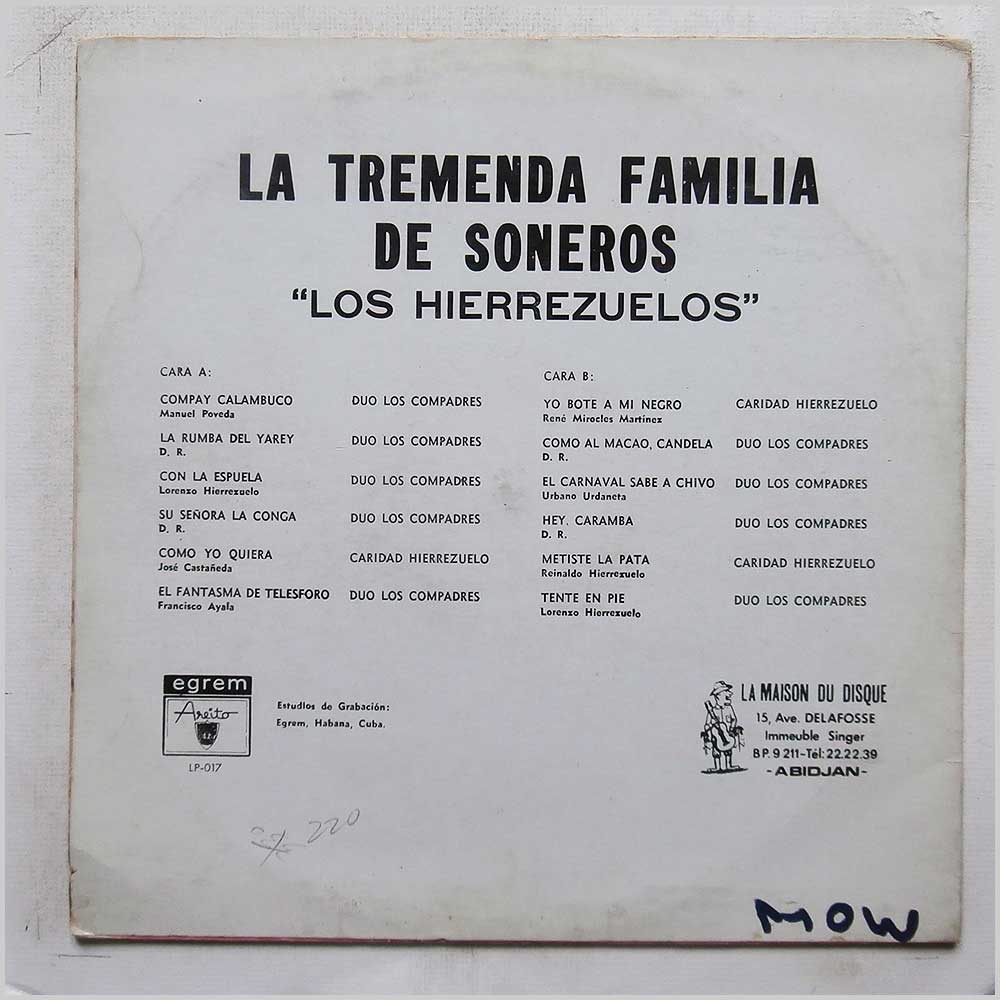 LA TREMENDA FAMILIA
DE SONEROS
"LOS HIERREZUELOS"
CARA A:
COMPAY CALAMBUCO DUO LOS COMPADRES
Manuel Poveda
LA RUMBA DEL YAREY DUO LOS COMPADRES
D. R.
CON LA ESPUELA DUO LOS COMPADRES
Lorenzo Hierrezuelo
SU SEÑORA LA CONGA DUO LOS COMPADRES
D. R.
COMO YO QUIERA CARIDAD HIERREZUELO
José Castañeda
EL FANTASMA DE TELESFORO DUO LOS COMPADRES
Francisco Ayala
CARA B:
YO BOTE A MI NEGRO CARIDAD HIERREZUELO
René Mirocles Martinez
COMO AL MACAO, CANDELA DUO LOS COMPADRES
D. R.
EL CARNAVAL SABE A CHIVO DUO LOS COMPADRES
Urbano Urdaneta
HEY, CARAMBA DUO LOS COMPADRES
D. R.
METISTE LA PATA CARIDAD HIERREZUELO
Reinaldo Hierrezuelo
TENTE EN PIE DUO LOS COMPADRES
Lorenzo Hierrezuelo
egrem
Areito
LP-017
Estudios de Grabación:
Egrem, Habana, Cuba.
LA MAISON DU DISQUE
15, Ave. DELAFOSSE
Immeuble Singer
B P. 9 211-Tél: 22.22.39
-ABIDJAN-
220
MOW